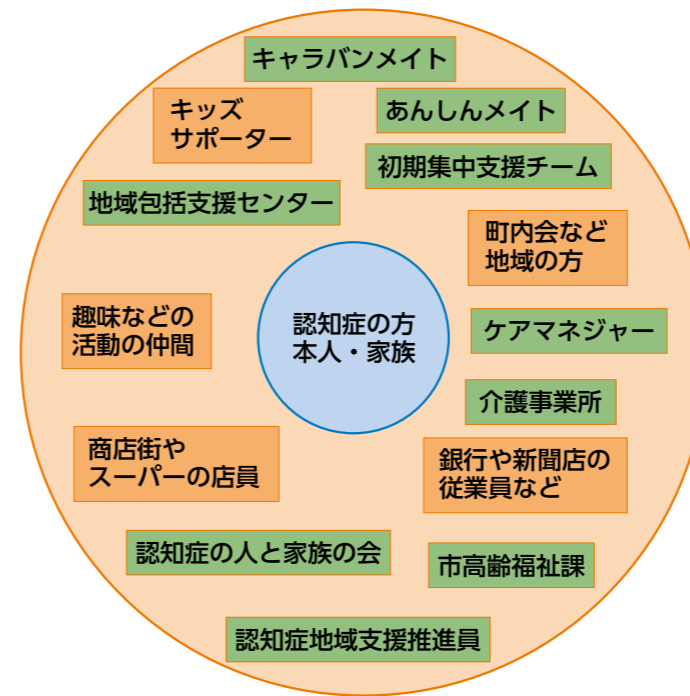 キャラバンメイト
キッズ
サポーター
あんしんメイト
初期集中支援チーム
地域包括支援センター
町内会など
地域の方
趣味などの
活動の仲間
認知症の方
本人・家族
ケアマネジャー
介護事業所
商店街や
スーパーの店員
銀行や新聞店の
従業員など
認知症の人と家族の会
市高齢福祉課
認知症地域支援推進員